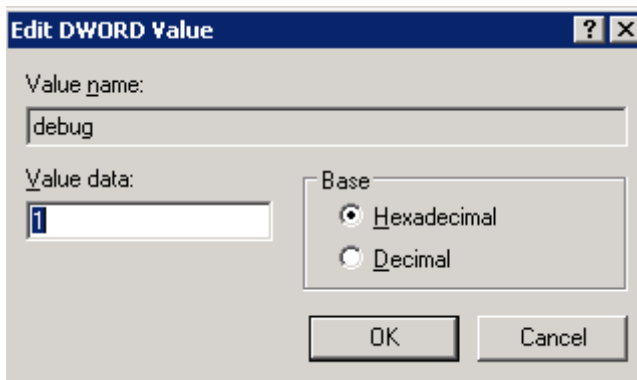 Edit DWORD Value
Value name:
debug
Value data:
1
Base
Hexadecimal
Decimal
OK
Cancel